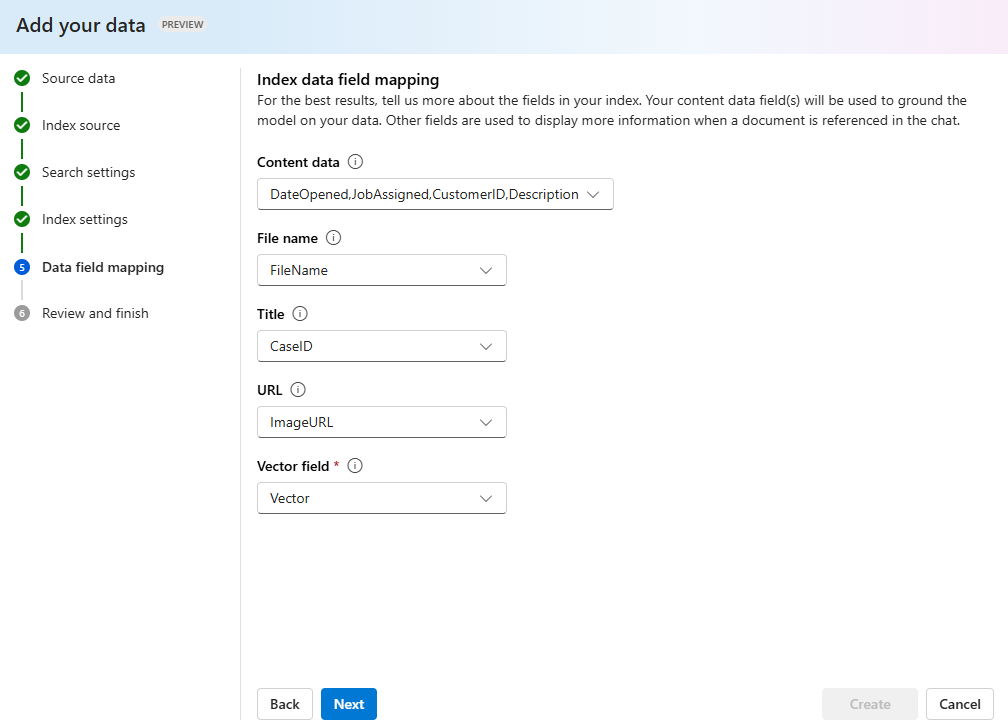 Add your data PREVIEW
Source data
Index source
Search settings
Index settings
5 Data field mapping
6 Review and finish
Index data field mapping
For the best results, tell us more about the fields in your index. Your content data field(s) will be used to ground the
model on your data. Other fields are used to display more information when a document is referenced in the chat.
Content data
DateOpened,JobAssigned,CustomerID,Description
File name
FileName
Title
CaseID
URL
ImageURL
Vector field *
Vector
Back Next Create Cancel